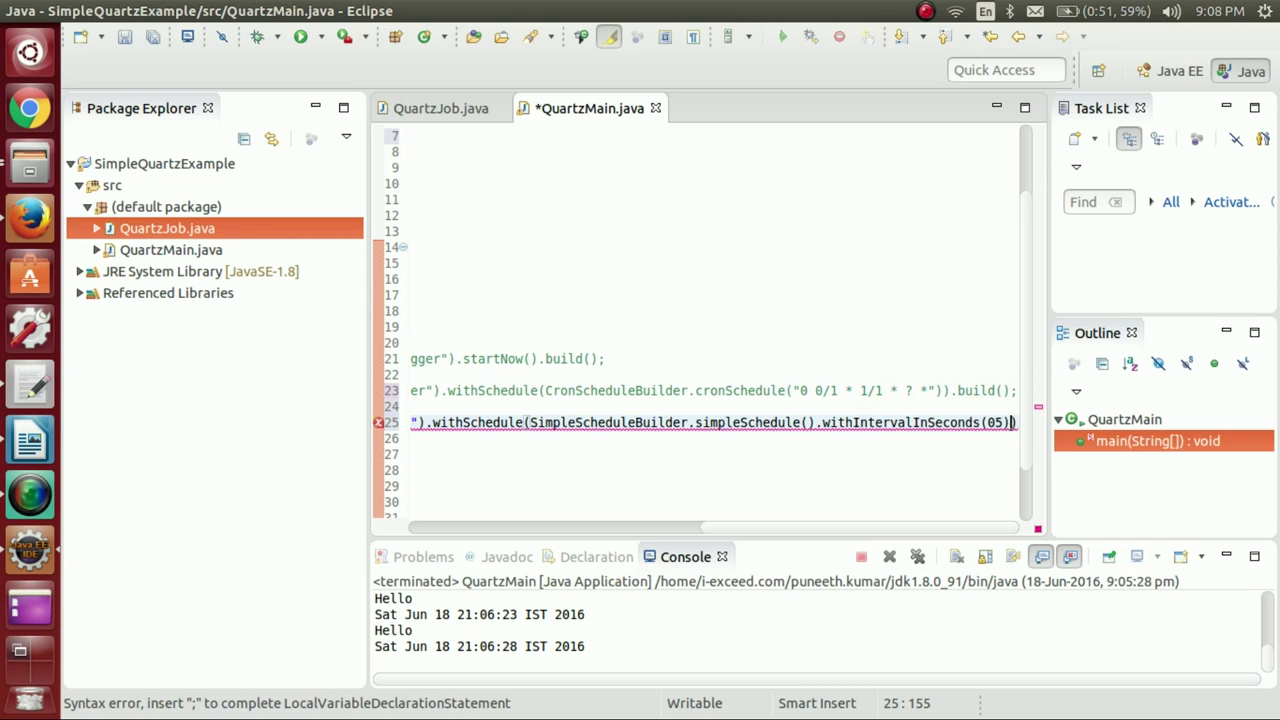 Java - SimpleQuartzExample/src/QuartzMain.java - Eclipse
En
(0:51, 59%)
9:08 PM
Quick Access
Java EE
Java
Package Explorer
QuartzJob.java
*QuartzMain.java
Task List
SimpleQuartzExample
src
(default package)
QuartzJob.java
QuartzMain.java
JRE System Library [JavaSE-1.8]
Referenced Libraries
7
8
9
10
11
12
13
14
15
16
17
18
19
20
21 gger").startNow().build();
22
23 er").withSchedule(CronScheduleBuilder.cronSchedule("0 0/1 * 1/1 * ? *")).build();
24
25 ").withSchedule(SimpleScheduleBuilder.simpleSchedule().withIntervalInSeconds(05))
26
27
28
29
30
31
Find
All
Activat...
Outline
QuartzMain
main(String[]) : void
Problems
Javadoc
Declaration
Console
<terminated> QuartzMain [Java Application] /home/i-exceed.com/puneeth.kumar/jdk1.8.0_91/bin/java (18-Jun-2016, 9:05:28 pm)
Hello
Sat Jun 18 21:06:23 IST 2016
Hello
Sat Jun 18 21:06:28 IST 2016
Java EE
IDE
Syntax error, insert ";" to complete LocalVariableDeclarationStatement
Writable
Smart Insert
25 : 155